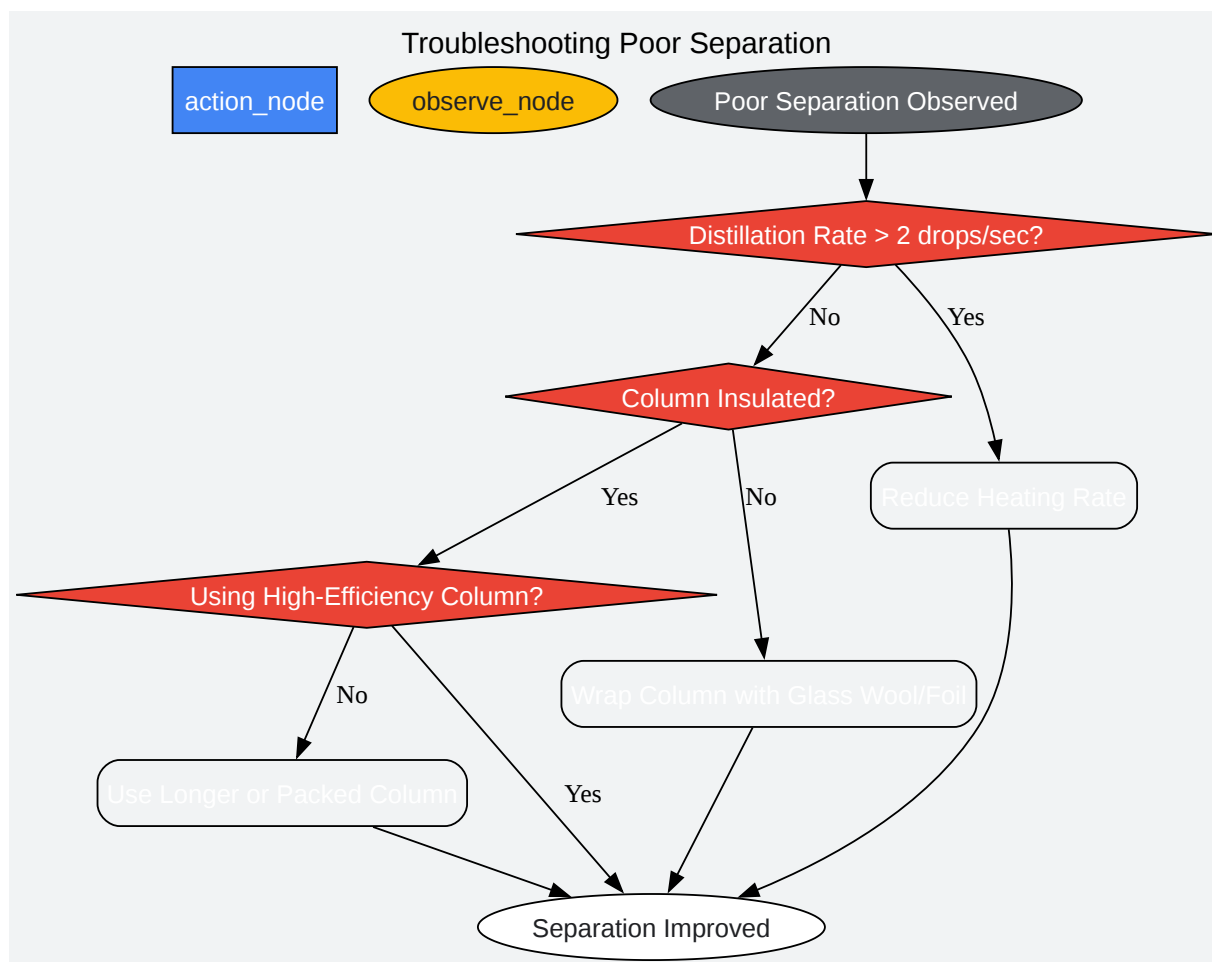 Troubleshooting Poor Separation
action_node
observe_node
Poor Separation Observed
Distillation Rate > 2 drops/sec?
No
Yes
Column Insulated?
Yes
No
Reduce Heating Rate
Using High-Efficiency Column?
No
Wrap Column with Glass Wool/Foil
Use Longer or Packed Column
Yes
Separation Improved